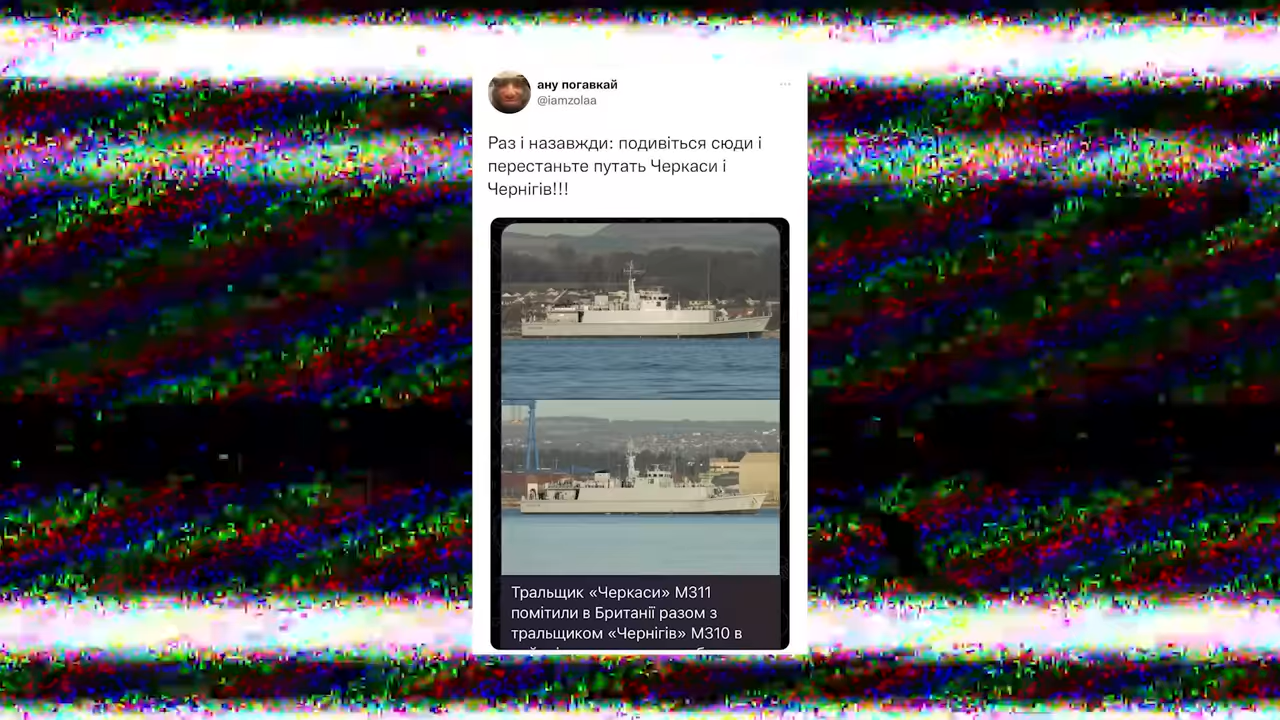 ану погавкай
@iamzolaa
Раз і назавжди: подивіться сюди і
перестаньте путать Черкаси і
Чернігів!!!
Тральщик «Черкаси» М311
помітили в Британії разом з
тральщиком «Чернігів» М310 в